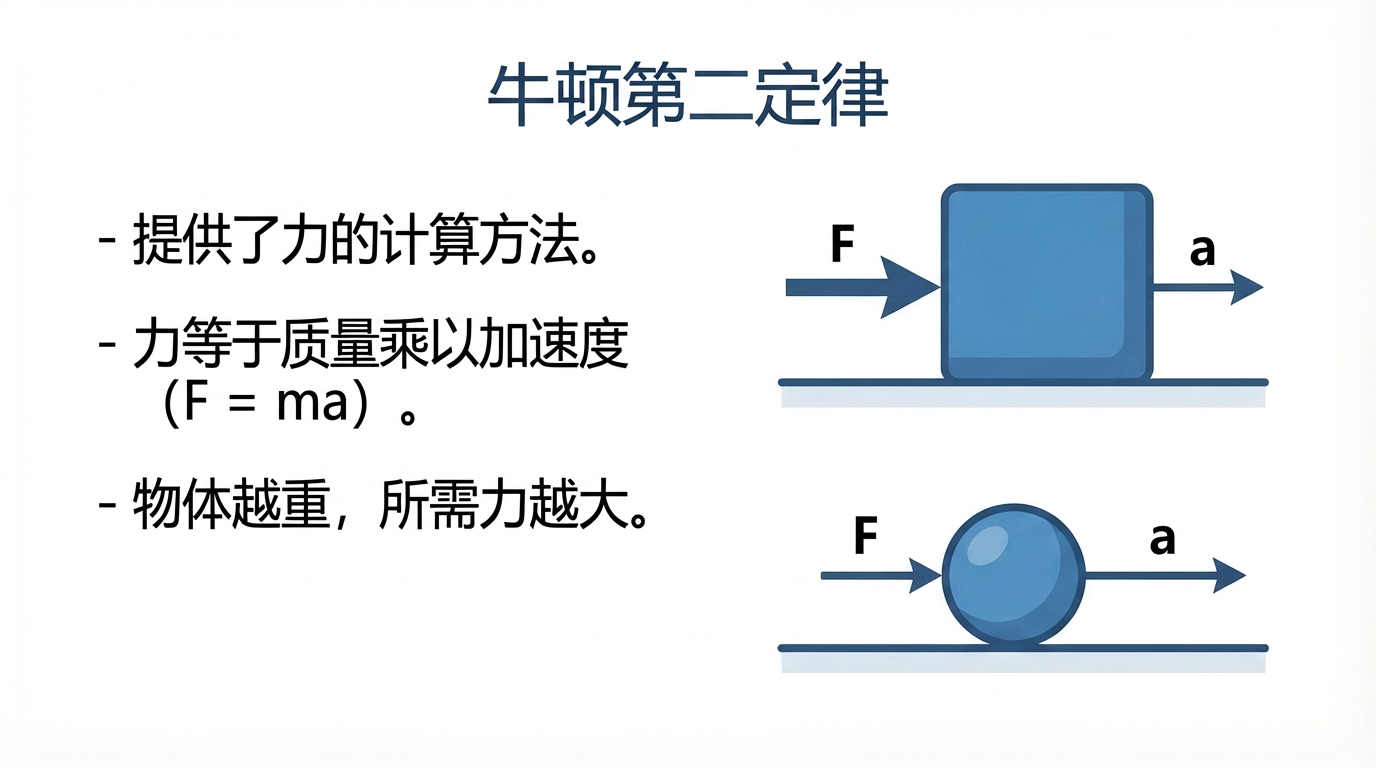 牛顿第二定律
- 提供了力的计算方法。
- 力等于质量乘以加速度
（F = ma）。
- 物体越重，所需力越大。
F
a
F
a